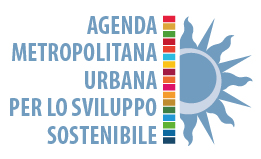 AGENDA
METROPOLITANA
URBANA
PER LO SVILUPPO
SOSTENIBILE